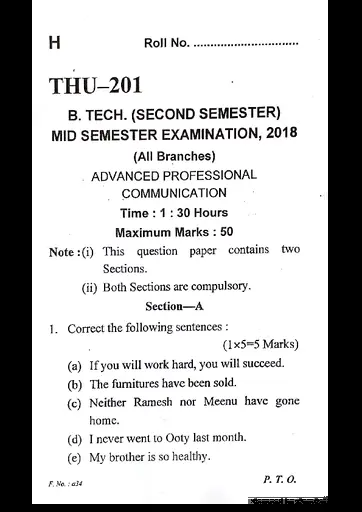 H Roll No. ..............................
THU–201
B. TECH. (SECOND SEMESTER)
MID SEMESTER EXAMINATION, 2018
(All Branches)
ADVANCED PROFESSIONAL
COMMUNICATION
Time : 1 : 30 Hours
Maximum Marks : 50
Note :(i) This question paper contains two
Sections.
(ii) Both Sections are compulsory.
Section—A
1. Correct the following sentences :
(1×5=5 Marks)
(a) If you will work hard, you will succeed.
(b) The furnitures have been sold.
(c) Neither Ramesh nor Meenu have gone
home.
(d) I never went to Ooty last month.
(e) My brother is so healthy.
F. No. : a34 P. T. O.